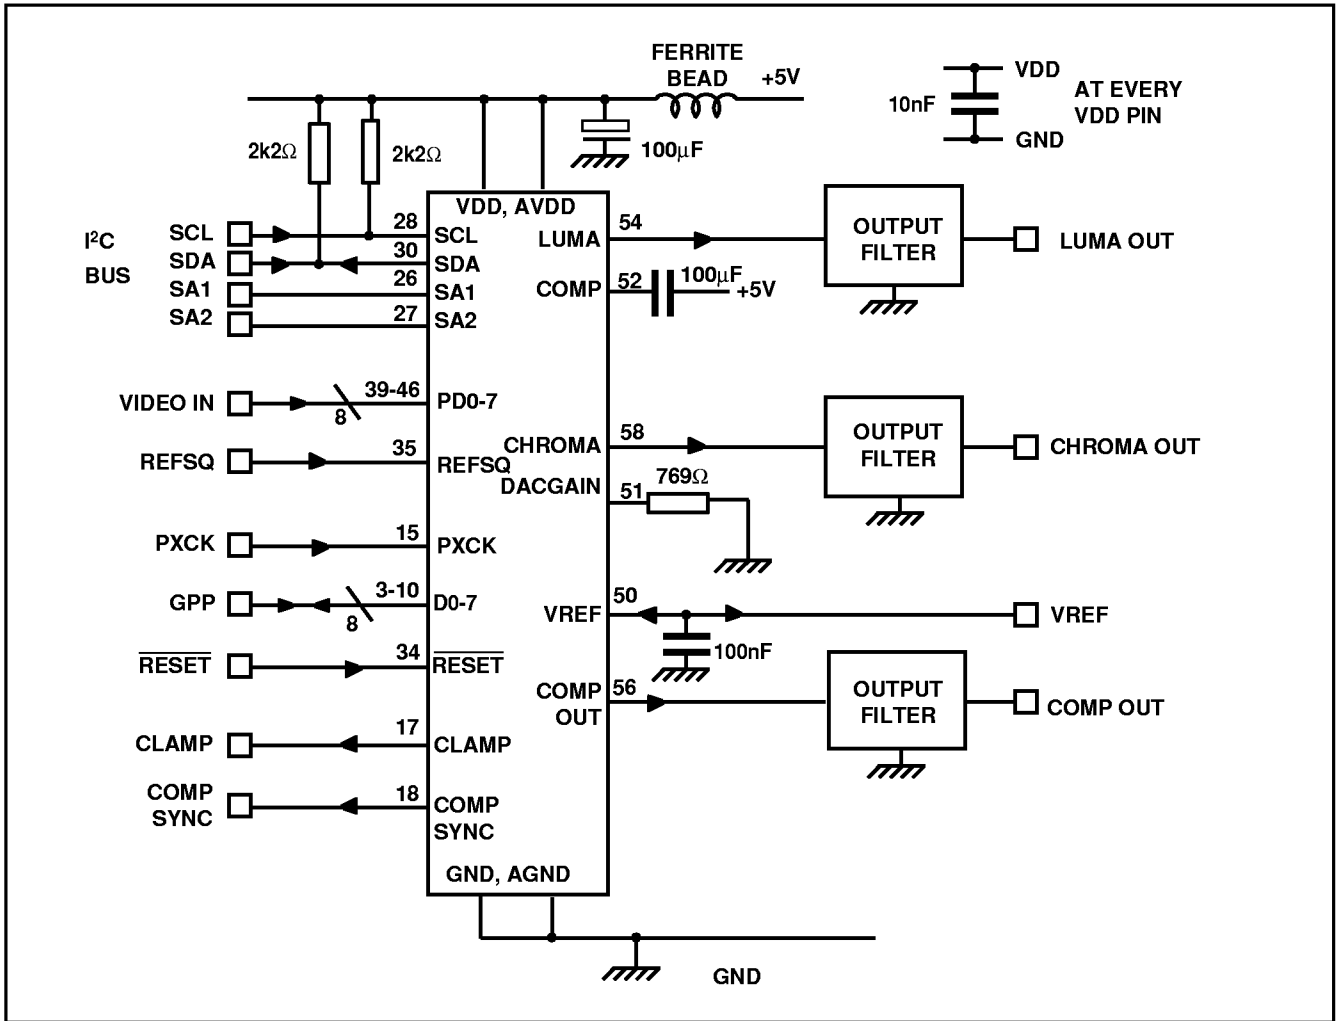 FERRITE
BEAD
+5V
VDD
10nF
AT EVERY
VDD PIN
GND
2k2Ω
2k2Ω
100μF
VDD, AVDD
I²C
BUS
SCL
28
SCL
SDA
30
SDA
SA1
26
SA1
SA2
27
SA2
LUMA
54
OUTPUT
FILTER
LUMA OUT
COMP
52
100μF
+5V
VIDEO IN
8
39-46
PD0-7
REFSQ
35
REFSQ
CHROMA
58
OUTPUT
FILTER
CHROMA OUT
DACGAIN
51
769Ω
PXCK
15
PXCK
GPP
8
3-10
D0-7
VREF
50
VREF
100nF
RESET
34
RESET
COMP
OUT
56
OUTPUT
FILTER
COMP OUT
CLAMP
17
CLAMP
COMP
SYNC
18
COMP
SYNC
GND, AGND
GND